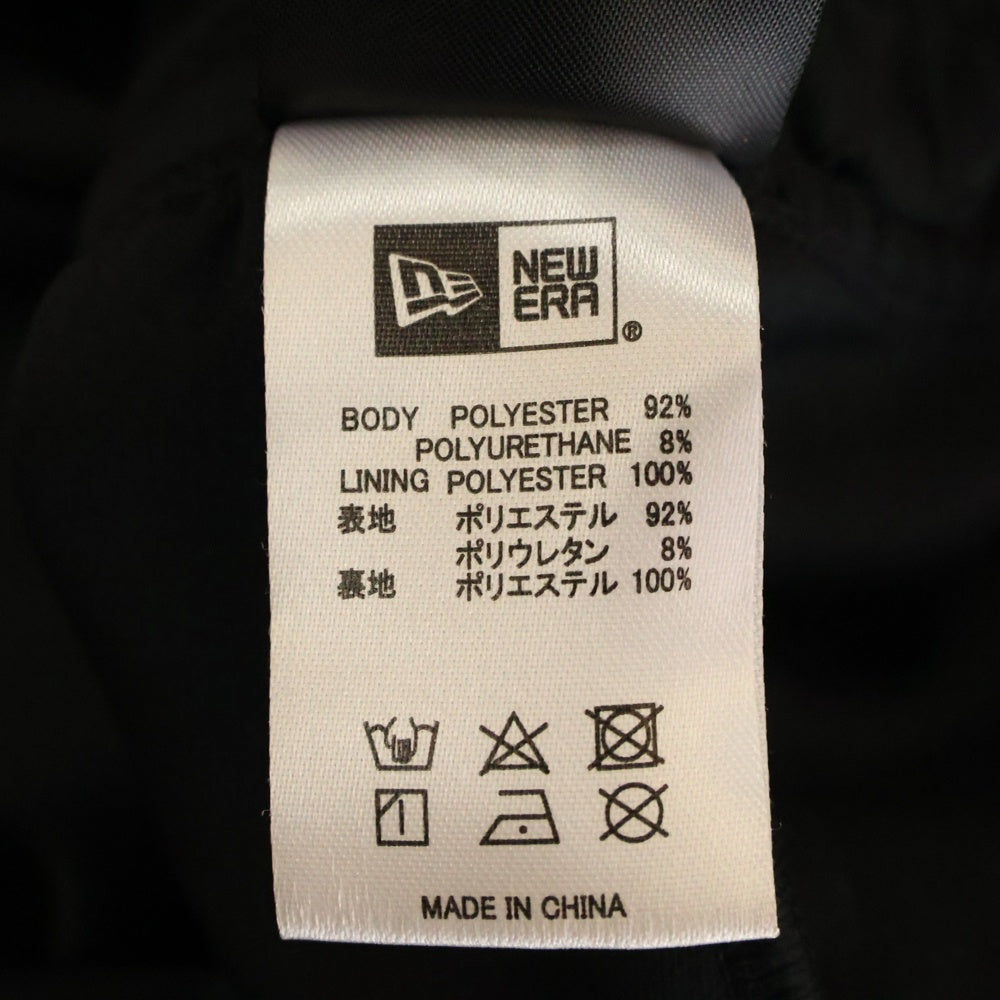 NEW
ERA
®
BODY POLYESTER 92%
POLYURETHANE 8%
LINING POLYESTER 100%
表地 ポリエステル 92%
ポリウレタン 8%
裏地 ポリエステル 100%
MADE IN CHINA